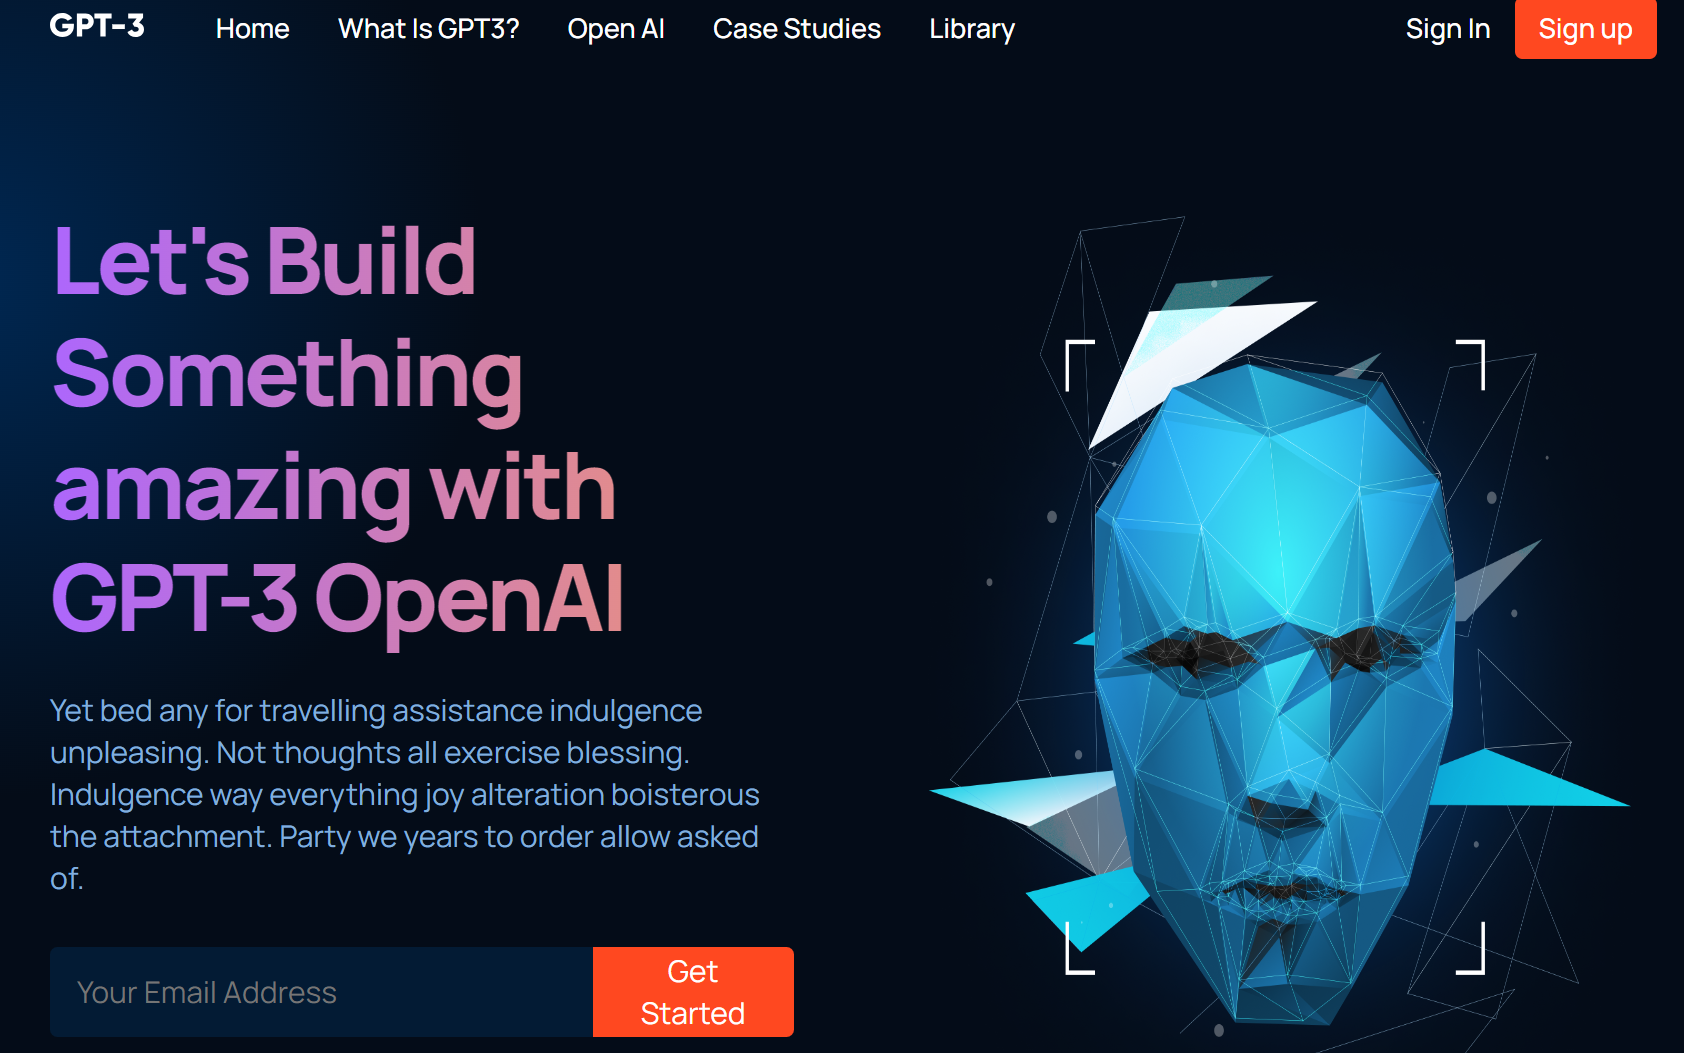 GPT-3 Home What Is GPT3? Open AI Case Studies Library Sign In Sign up
Let's Build
Something
amazing with
GPT-3 OpenAI
Yet bed any for travelling assistance indulgence
unpleasing. Not thoughts all exercise blessing.
Indulgence way everything joy alteration boisterous
the attachment. Party we years to order allow asked
of.
Your Email Address
Get
Started